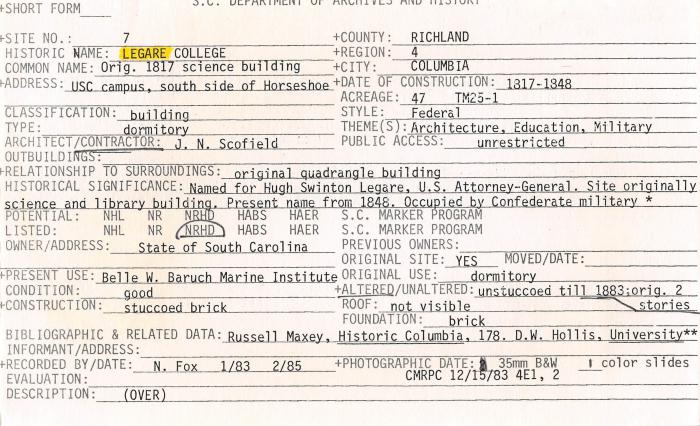 S.C. DEPARTMENT OF ARCHIVES AND HISTORY
+SHORT FORM
+SITE NO.: 7 +COUNTY: RICHLAND
HISTORIC NAME: LEGARE COLLEGE +REGION: 4
COMMON NAME: Orig. 1817 science building +CITY: COLUMBIA
+ADDRESS: USC campus, south side of Horseshoe +DATE OF CONSTRUCTION: 1817-1848
ACREAGE: 47 TM25-1
CLASSIFICATION: building STYLE: Federal
TYPE: dormitory THEME(S): Architecture, Education, Military
ARCHITECT/CONTRACTOR: J. N. Scofield PUBLIC ACCESS: unrestricted
OUTBUILDINGS:
+RELATIONSHIP TO SURROUNDINGS: original quadrangle building
HISTORICAL SIGNIFICANCE: Named for Hugh Swinton Legare, U.S. Attorney-General. Site originally
science and library building. Present name from 1848. Occupied by Confederate military *
POTENTIAL: NHL NR NRHD HABS HAER S.C. MARKER PROGRAM
LISTED: NHL NR NRHD HABS HAER S.C. MARKER PROGRAM
OWNER/ADDRESS: State of South Carolina PREVIOUS OWNERS:
ORIGINAL SITE: YES MOVED/DATE:
+PRESENT USE: Belle W. Baruch Marine Institute ORIGINAL USE: dormitory
CONDITION: good +ALTERED/UNALTERED: unstuccoed till 1883:orig. 2
+CONSTRUCTION: stuccoed brick ROOF: not visible stories
FOUNDATION: brick
BIBLIOGRAPHIC & RELATED DATA: Russell Maxey, Historic Columbia, 178. D.W. Hollis, University**
INFORMANT/ADDRESS:
+RECORDED BY/DATE: N. Fox 1/83 2/85 +PHOTOGRAPHIC DATE: 35mm B&W color slides
EVALUATION: CMRPC 12/15/83 4E1, 2
DESCRIPTION: (OVER)